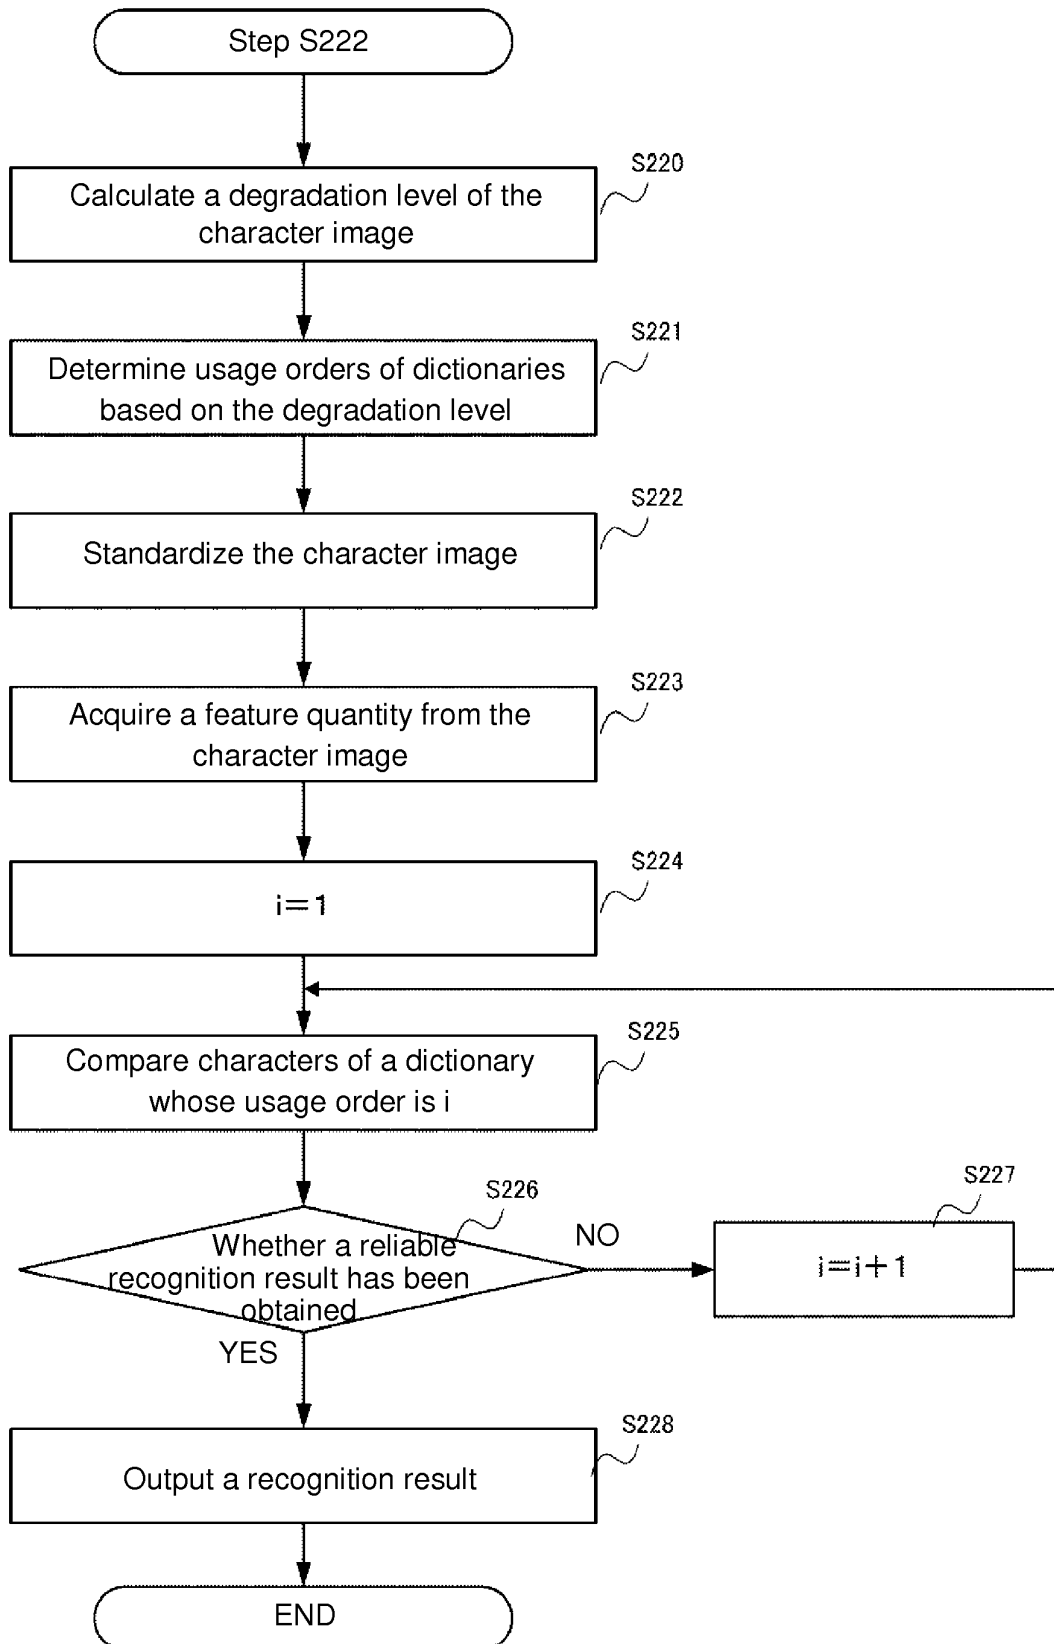 Step S222
S220
Calculate a degradation level of the
character image
S221
Determine usage orders of dictionaries
based on the degradation level
S222
Standardize the character image
S223
Acquire a feature quantity from the
character image
S224
i=1
S225
Compare characters of a dictionary
whose usage order is i
S226
Whether a reliable
recognition result has been
obtained
NO
S227
i=i+1
YES
S228
Output a recognition result
END